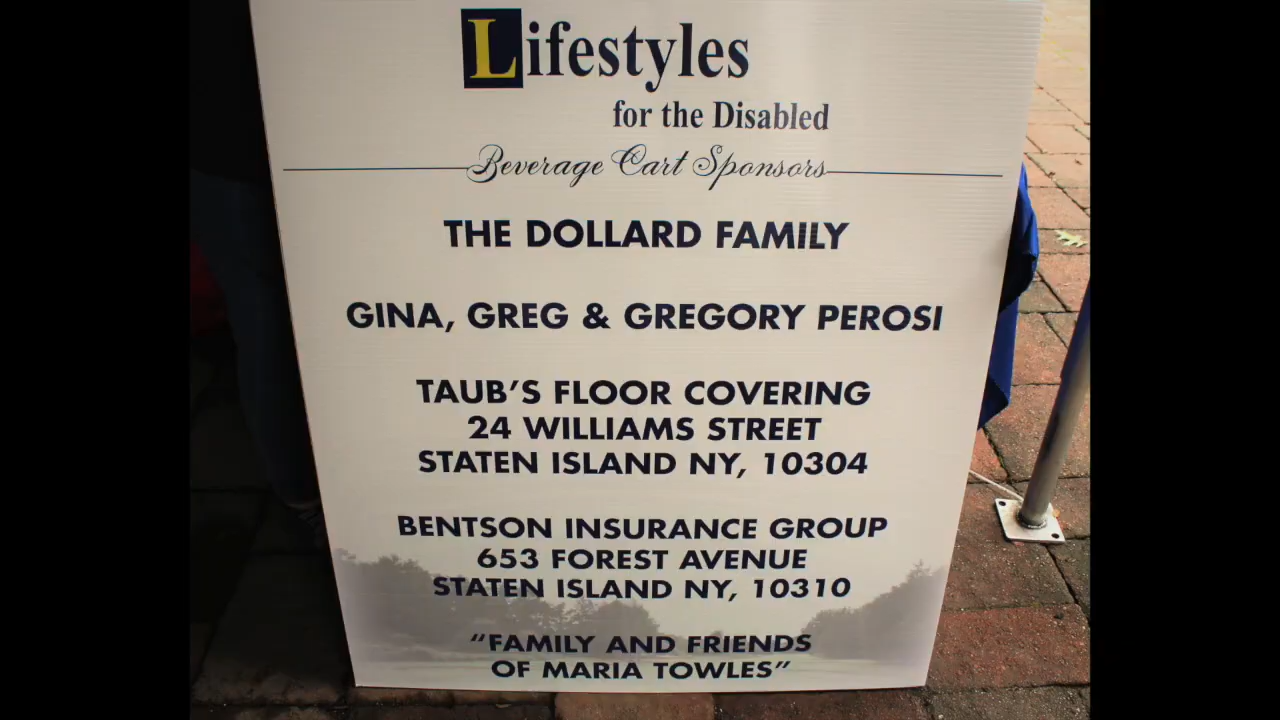 Lifestyles
for the Disabled
Beverage Cart Sponsors
THE DOLLARD FAMILY
GINA, GREG & GREGORY PEROSI
TAUB'S FLOOR COVERING
24 WILLIAMS STREET
STATEN ISLAND NY, 10304
BENTSON INSURANCE GROUP
653 FOREST AVENUE
STATEN ISLAND NY, 10310
"FAMILY AND FRIENDS
OF MARIA TOWLES"